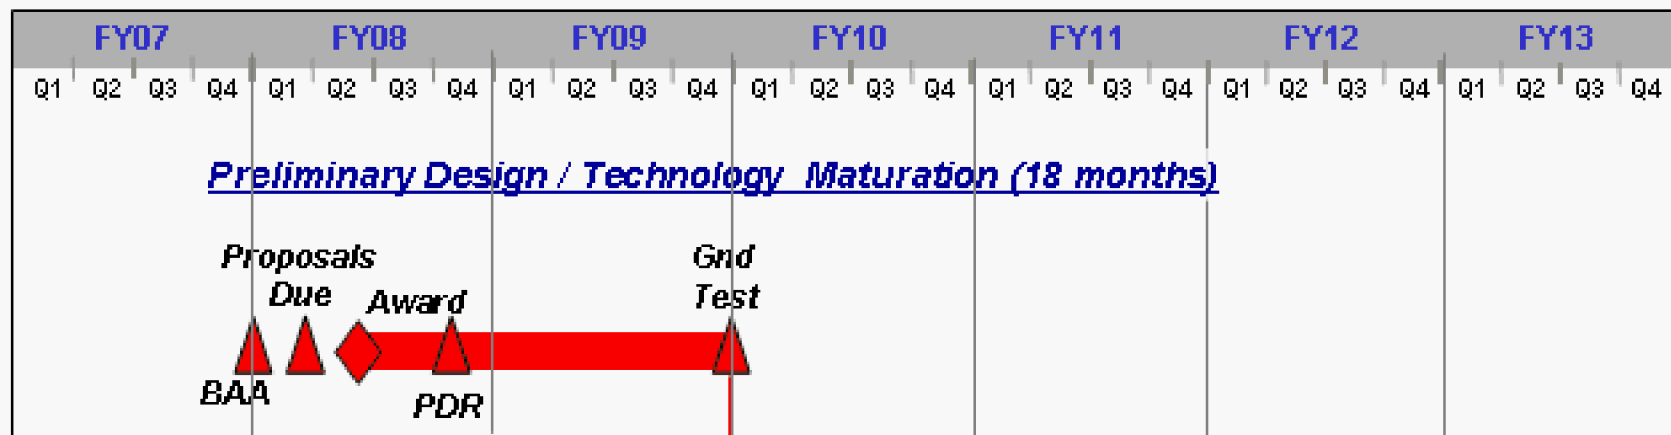 FY07 FY08 FY09 FY10 FY11 FY12 FY13
Q1 Q2 Q3 Q4 Q1 Q2 Q3 Q4 Q1 Q2 Q3 Q4 Q1 Q2 Q3 Q4 Q1 Q2 Q3 Q4 Q1 Q2 Q3 Q4 Q1 Q2 Q3 Q4
Preliminary Design / Technology Maturation (18 months)
Proposals
Due
Award
Gnd
Test
BAA
PDR